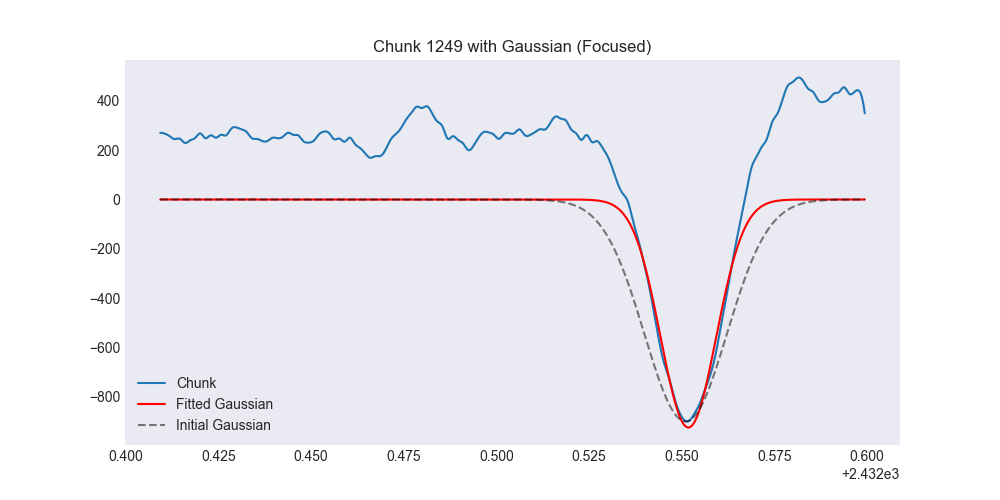 Chunk 1249 with Gaussian (Focused)
400
200
0
−200
−400
−600
−800
Chunk
Fitted Gaussian
Initial Gaussian
0.400 0.425 0.450 0.475 0.500 0.525 0.550 0.575 0.600
+2.432e3